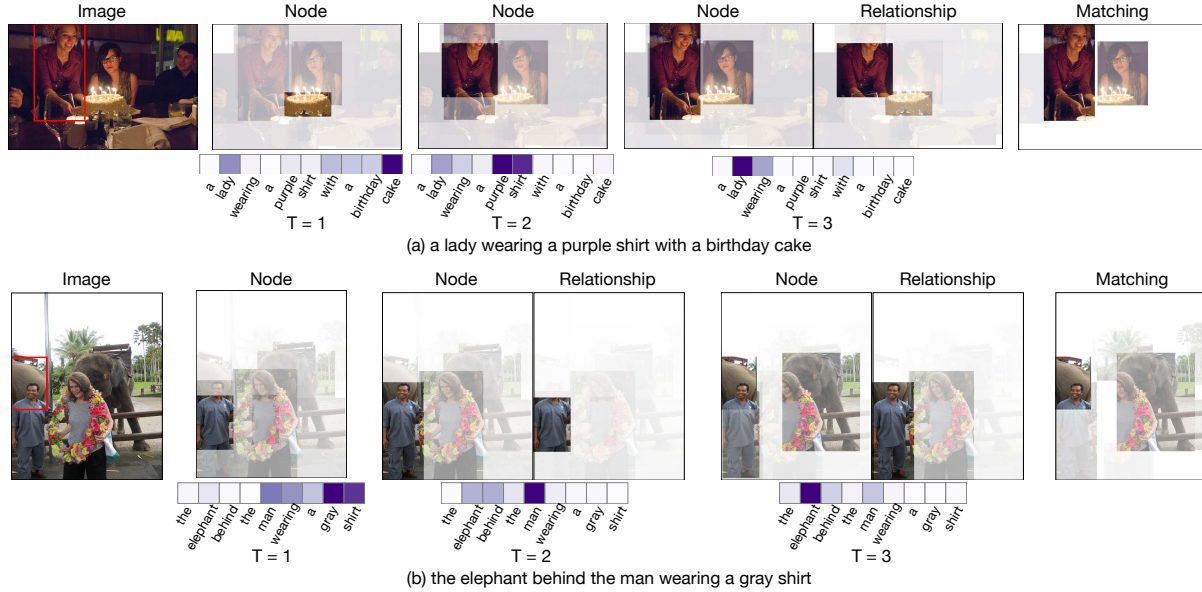 Image Node Node Node Relationship Matching
a lady wearing a purple shirt with a birthday cake
a lady wearing a purple shirt with a birthday cake
a lady wearing a purple shirt with a birthday cake
T = 1 T = 2 T = 3
(a) a lady wearing a purple shirt with a birthday cake
Image Node Node Relationship Node Relationship Matching
the elephant behind the man wearing a gray shirt
the elephant behind the man wearing a gray shirt
the elephant behind the man wearing a gray shirt
T = 1 T = 2 T = 3
(b) the elephant behind the man wearing a gray shirt